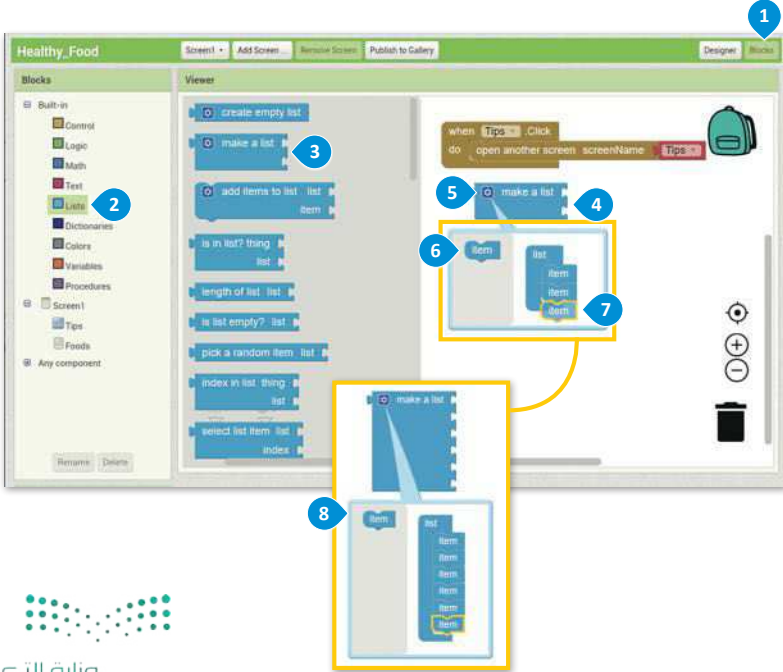 1
Healthy_Food
Screen1
Add Screen ...
Remove Screen
Publish to Gallery
Designer
Blocks
Blocks
Viewer
Built-in
Control
Logic
Math
Text
Lists
2
Dictionaries
Colors
Variables
Procedures
Screen1
Tips
Foods
Any component
Rename
Delete
create empty list
make a list
3
add items to list list
item
is in list? thing
list
length of list list
is list empty? list
pick a random item list
index in list thing
list
select list item list
index
when Tips .Click
do open another screen screenName Tips
5
make a list
4
6
item
list
item
item
item
7
make a list
8
item
list
item
item
item
item
item
item